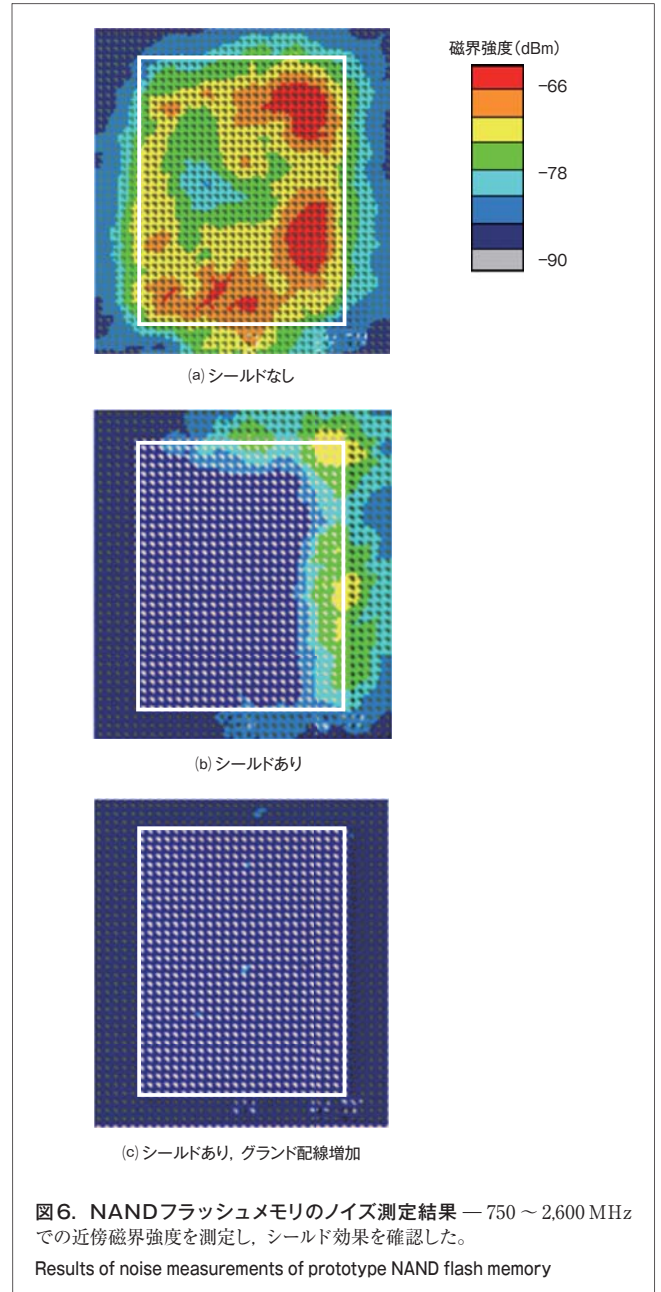 磁界強度(dBm)
−66
−78
−90
(a)シールドなし
(b)シールドあり
(c)シールドあり，グランド配線増加
図6．NANDフラッシュメモリのノイズ測定結果 — 750 ～ 2,600 MHz
での近傍磁界強度を測定し，シールド効果を確認した。
Results of noise measurements of prototype NAND flash memory